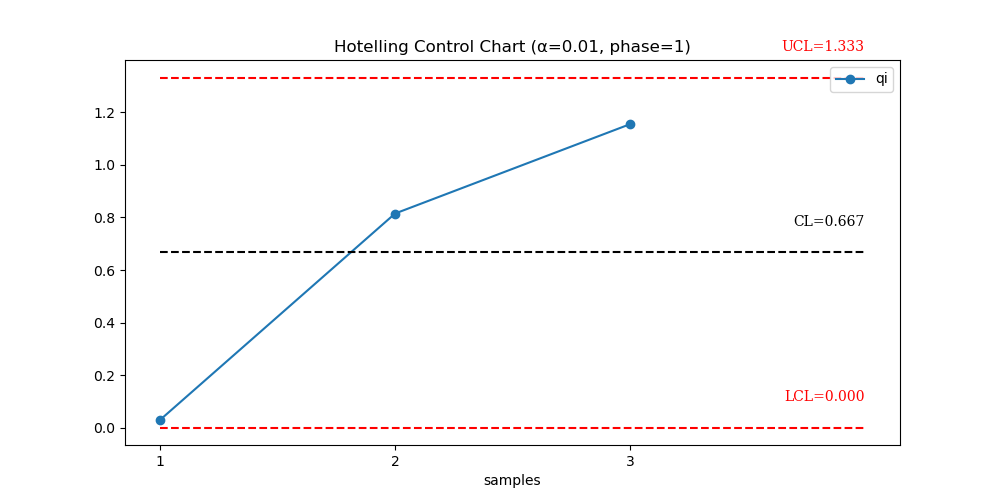 Hotelling Control Chart (α=0.01, phase=1)
UCL=1.333
qi
1.2
1.0
0.8
CL=0.667
0.6
0.4
0.2
LCL=0.000
0.0
1 2 3
samples